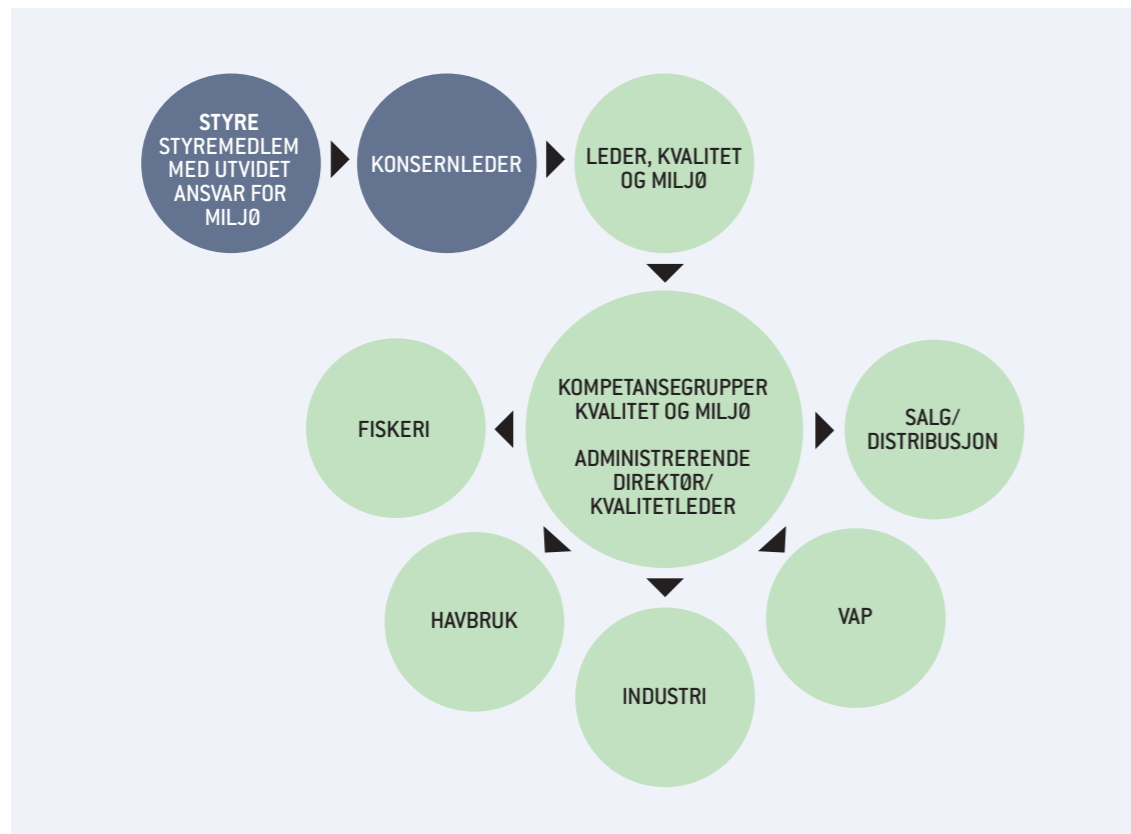 STYRE
STYREMEDLEM
MED UTVIDET
ANSVAR FOR
MILJØ
KONSERNLEDER
LEDER, KVALITET
OG MILJØ
KOMPETANSEGRUPPER
KVALITET OG MILJØ
ADMINISTRERENDE
DIREKTØR/
KVALITETLEDER
FISKERI
SALG/
DISTRIBUSJON
HAVBRUK
VAP
INDUSTRI